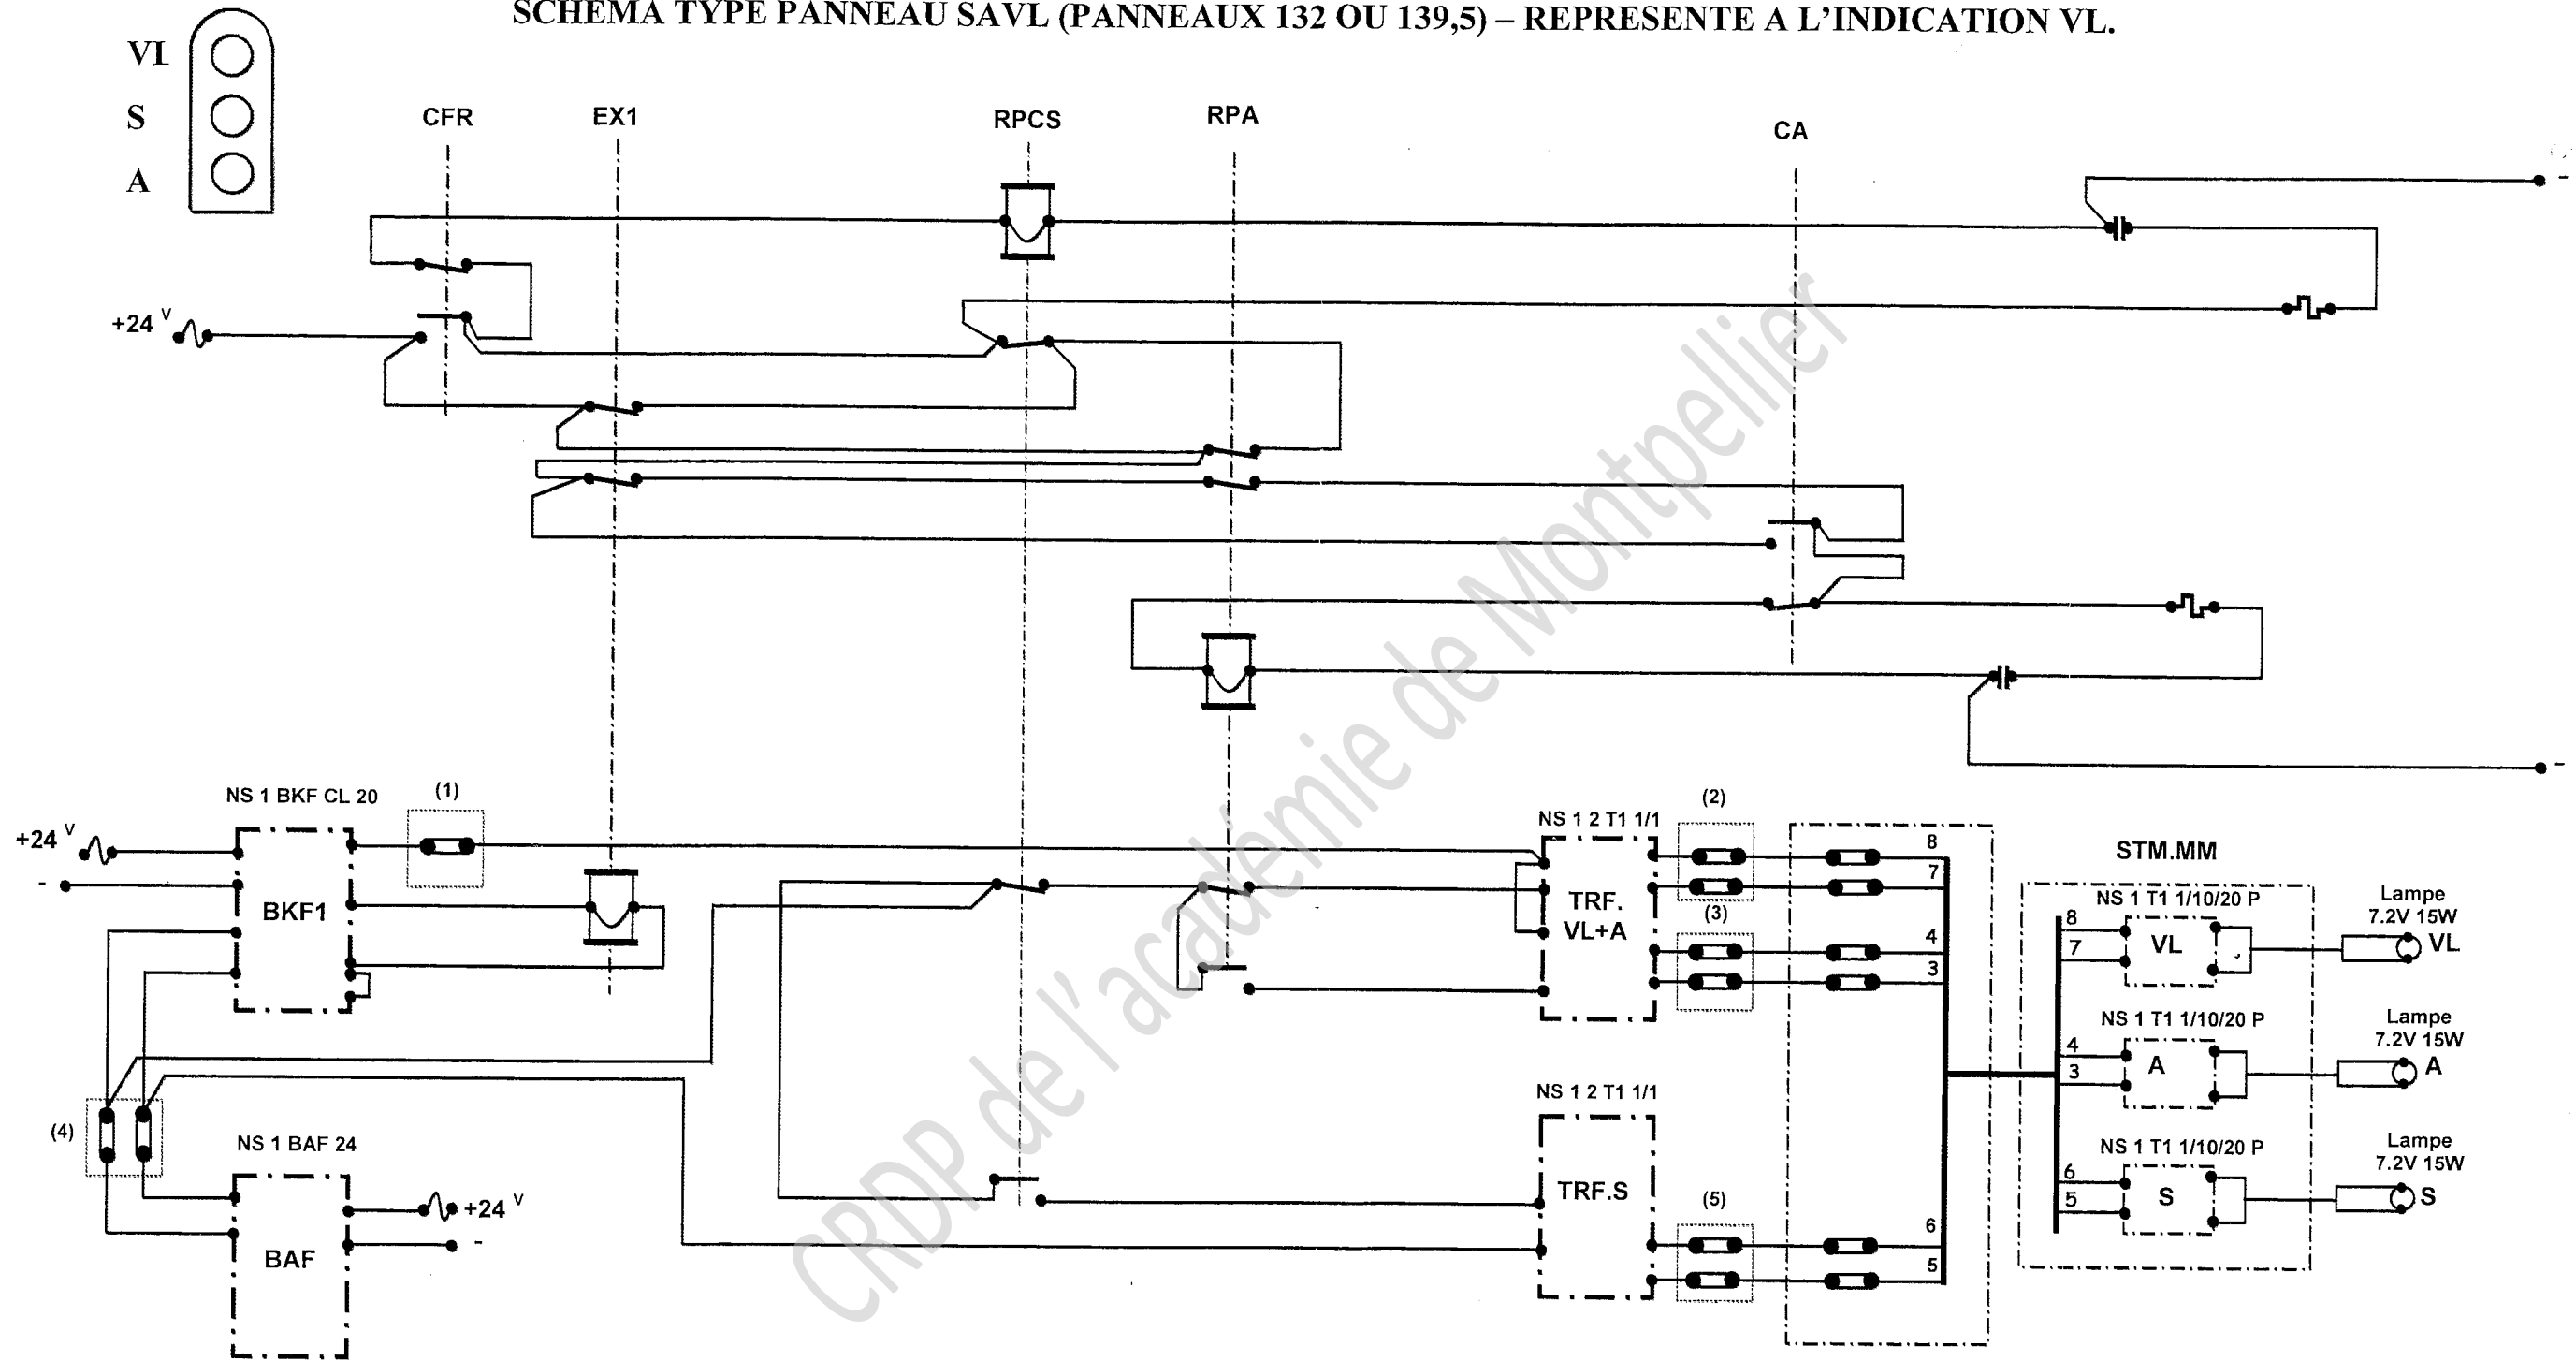 SCHEMA TYPE PANNEAU SAVL (PANNEAUX 132 OU 139,5) – REPRESENTE A L'INDICATION VL.
VL
S
A
CFR
EX1
RPCS
RPA
CA
-
+24 V
-
NS 1 BKF CL 20
(1)
+24 V
-
BKF1
NS 1 2 T1 1/1
TRF.
VL+A
(2)
(3)
8
7
4
3
STM.MM
NS 1 T1 1/10/20 P
8
7
VL
Lampe
7.2V 15W
VL
NS 1 T1 1/10/20 P
4
3
A
Lampe
7.2V 15W
A
NS 1 T1 1/10/20 P
6
5
S
Lampe
7.2V 15W
S
(4)
NS 1 BAF 24
BAF
+24 V
-
NS 1 2 T1 1/1
TRF.S
(5)
6
5
CRDP de l'académie de Montpellier